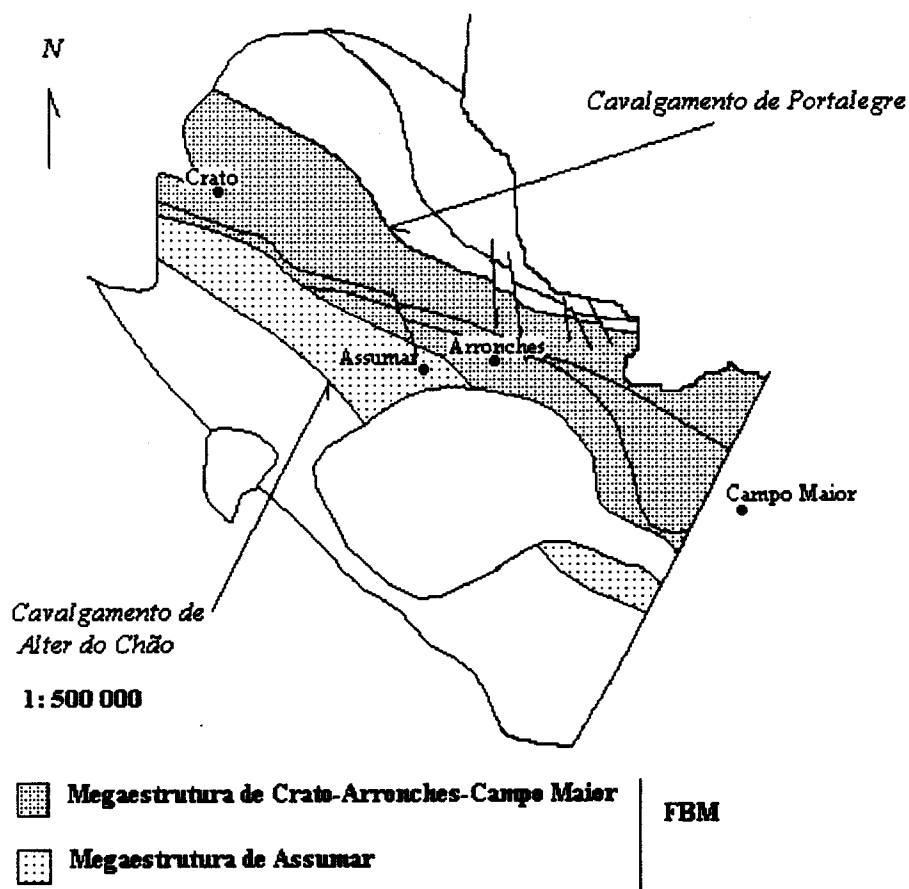 N
Cavalgamento de Portalegre
Crato
Assumar
Arronches
Campo Maior
Cavalgamento de
Alter do Chão
1: 500 000
Megaestrutura de Crato-Arronches-Campo Maior
FBM
Megaestrutura de Assumar